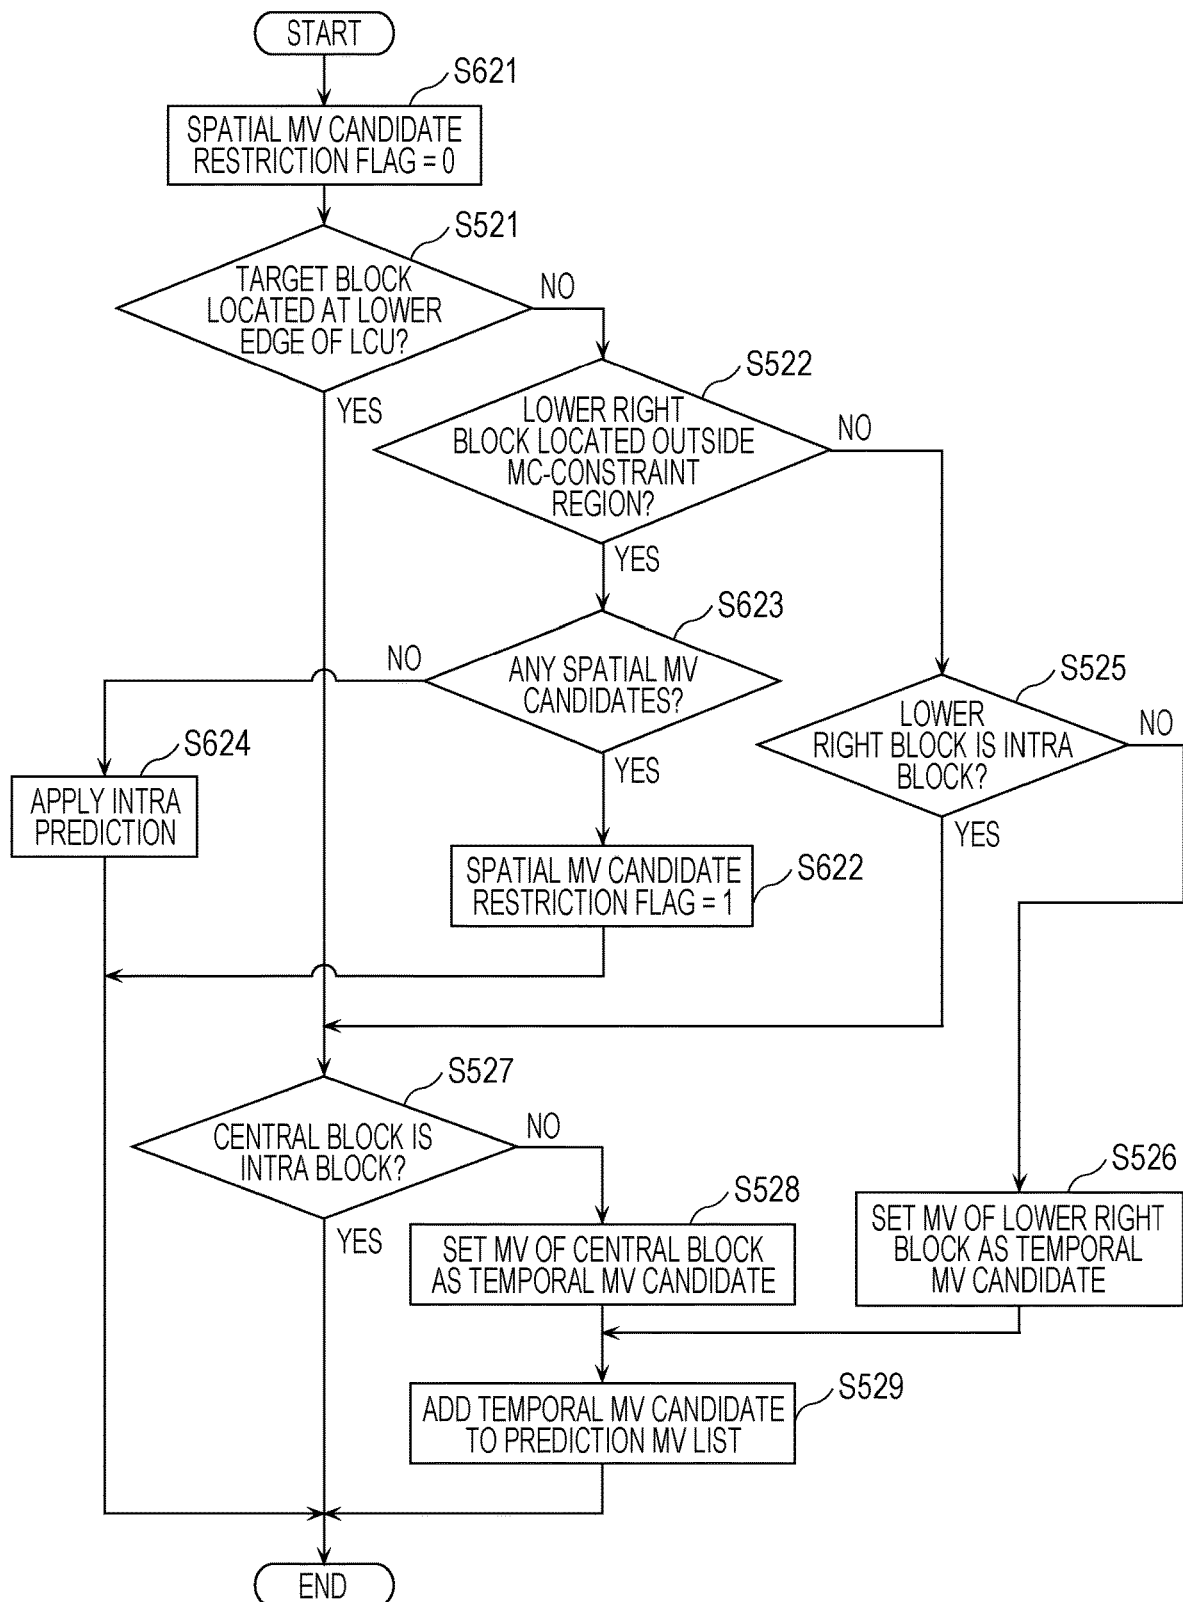 START
S621
SPATIAL MV CANDIDATE
RESTRICTION FLAG = 0
S521
TARGET BLOCK
LOCATED AT LOWER
EDGE OF LCU?
NO
YES
S522
LOWER RIGHT
BLOCK LOCATED OUTSIDE
MC-CONSTRAINT
REGION?
NO
YES
S623
ANY SPATIAL MV
CANDIDATES?
NO
YES
S525
LOWER
RIGHT BLOCK IS INTRA
BLOCK?
NO
YES
S624
APPLY INTRA
PREDICTION
SPATIAL MV CANDIDATE
RESTRICTION FLAG = 1
S622
S527
CENTRAL BLOCK IS
INTRA BLOCK?
NO
YES
S528
SET MV OF CENTRAL BLOCK
AS TEMPORAL MV CANDIDATE
S526
SET MV OF LOWER RIGHT
BLOCK AS TEMPORAL
MV CANDIDATE
S529
ADD TEMPORAL MV CANDIDATE
TO PREDICTION MV LIST
END